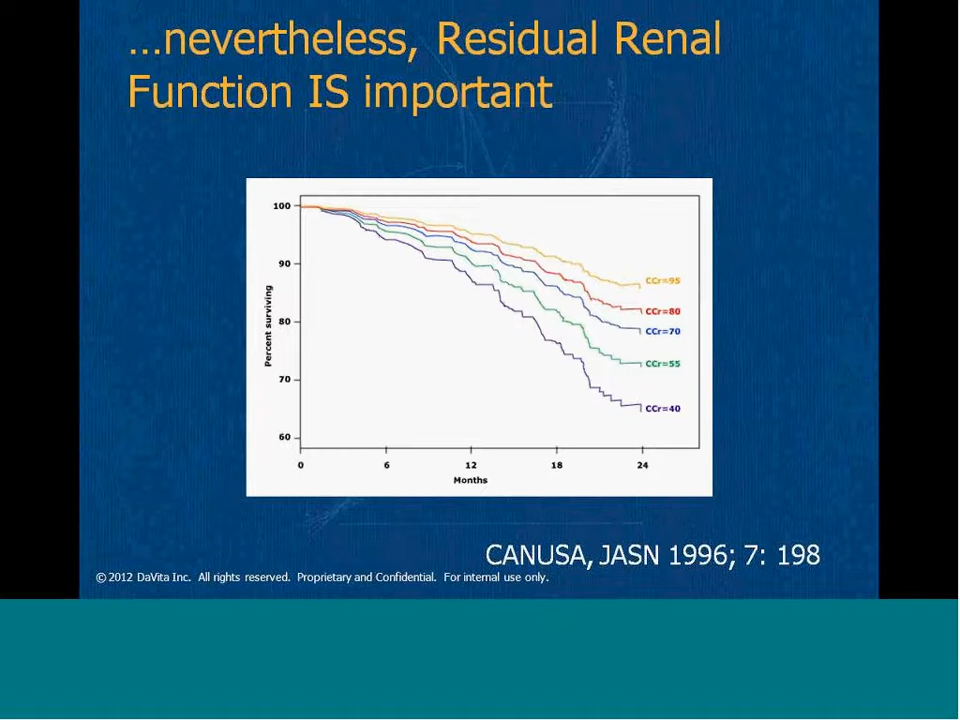 …nevertheless, Residual Renal
Function IS important
100
90
80
70
60
Percent surviving
CCr=95
CCr=80
CCr=70
CCr=55
CCr=40
0 6 12 18 24
Months
CANUSA, JASN 1996; 7: 198
© 2012 DaVita Inc. All rights reserved. Proprietary and Confidential. For internal use only.